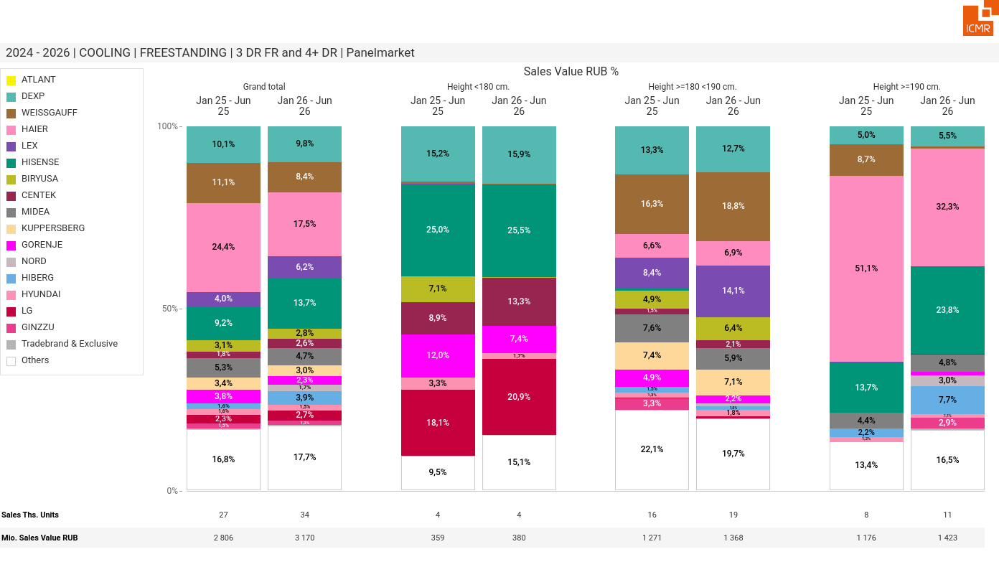 ICMR
2024 - 2026 | COOLING | FREESTANDING | 3 DR FR and 4+ DR | Panelmarket
ATLANT
DEXP
WEISSGAUFF
HAIER
LEX
HISENSE
BIRYUSA
CENTEK
MIDEA
KUPPERSBERG
GORENJE
NORD
HIBERG
HYUNDAI
LG
GINZZU
Tradebrand & Exclusive
Others
Sales Value RUB %
Grand total
Jan 25 - Jun
25
Jan 26 - Jun
26
Height <180 cm.
Jan 25 - Jun
25
Jan 26 - Jun
26
Height >=180 <190 cm.
Jan 25 - Jun
25
Jan 26 - Jun
26
Height >=190 cm.
Jan 25 - Jun
25
Jan 26 - Jun
26
100%
50%
0%
10,1%
11,1%
24,4%
4,0%
9,2%
3,1%
1,8%
5,3%
3,4%
3,8%
1,6%
1,6%
2,3%
1,5%
16,8%
9,8%
8,4%
17,5%
6,2%
13,7%
2,8%
2,6%
4,7%
3,0%
2,3%
1,7%
3,9%
1,5%
2,7%
1,3%
17,7%
15,2%
25,0%
7,1%
8,9%
12,0%
3,3%
18,1%
9,5%
15,9%
25,5%
13,3%
7,4%
1,7%
20,9%
15,1%
13,3%
16,3%
6,6%
8,4%
4,9%
1,5%
7,6%
7,4%
4,9%
1,5%
1,3%
3,3%
22,1%
12,7%
18,8%
6,9%
14,1%
6,4%
2,1%
5,9%
7,1%
2,2%
1,8%
19,7%
5,0%
8,7%
51,1%
13,7%
4,4%
2,2%
1,2%
13,4%
5,5%
32,3%
23,8%
4,8%
3,0%
7,7%
1,1%
2,9%
16,5%
Sales Ths. Units 27 34 4 4 16 19 8 11
Mio. Sales Value RUB 2 806 3 170 359 380 1 271 1 368 1 176 1 423